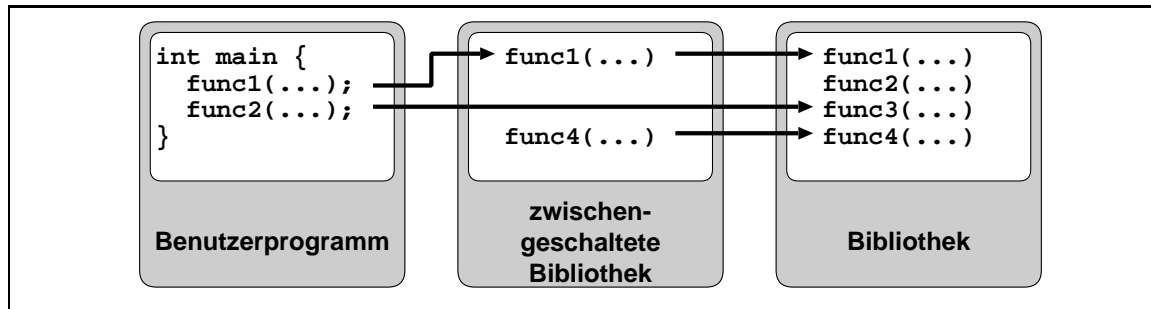 int main {
func1(...);
func2(...);
}
Benutzerprogramm
func1(...)
func4(...)
zwischen-
geschaltete
Bibliothek
func1(...)
func2(...)
func3(...)
func4(...)
Bibliothek